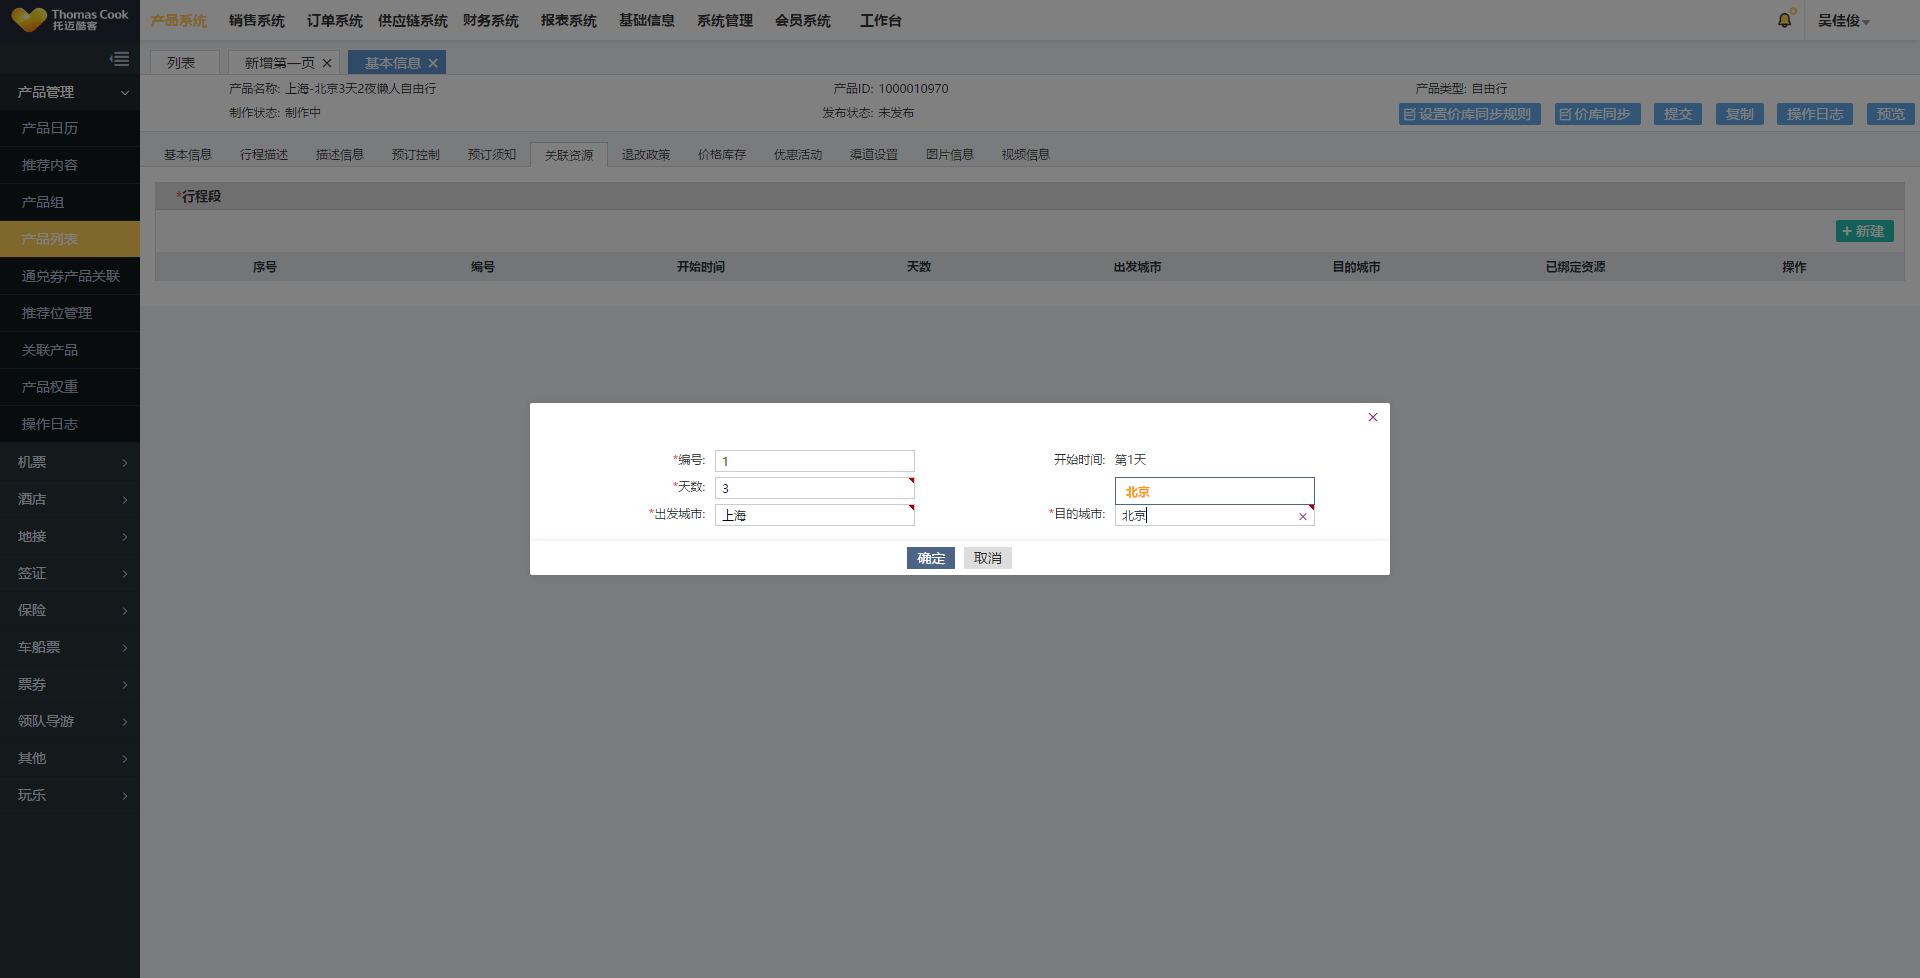 Thomas Cook
托迈酷客
产品系统 销售系统 订单系统 供应链系统 财务系统 报表系统 基础信息 系统管理 会员系统 工作台
吴佳俊
列表 新增第一页 基本信息
产品名称: 上海-北京3天2夜懒人自由行 产品ID: 1000010970 产品类型: 自由行
制作状态: 制作中 发布状态: 未发布
设置价库同步规则 价库同步 提交 复制 操作日志 预览
基本信息 行程描述 描述信息 预订控制 预订须知 关联资源 退改政策 价格库存 优惠活动 渠道设置 图片信息 视频信息
*行程段
+ 新建
序号 编号 开始时间 天数 出发城市 目的城市 已绑定资源 操作
产品管理
产品日历
推荐内容
产品组
产品列表
通兑券产品关联
推荐位管理
关联产品
产品权重
操作日志
机票
酒店
地接
签证
保险
车船票
票券
领队导游
其他
玩乐
*编号: 1 开始时间: 第1天
*天数: 3 北京
*出发城市: 上海 *目的城市: 北京
确定 取消